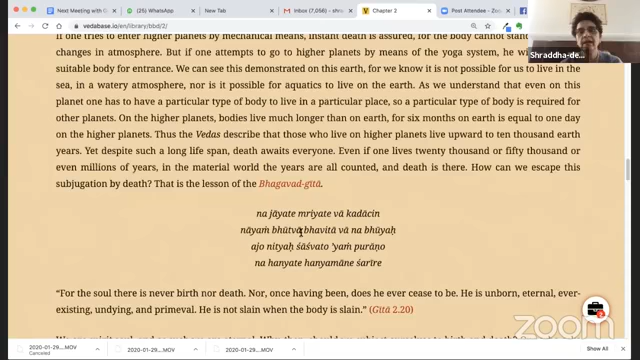 Next Meeting with G
(20) WhatsApp
New Tab
Inbox (7,056) - shra
Chapter 2
Post Attendee - Zoom
vedabase.io/en/library/bbd/2/
If one tries to enter higher planets by mechanical means, instant death is assured, for the body cannot stand
changes in atmosphere. But if one attempts to go to higher planets by means of the yoga system, he wi
suitable body for entrance. We can see this demonstrated on this earth, for we know it is not possible for us to live in the
sea, in a watery atmosphere, nor is it possible for aquatics to live on the earth. As we understand that even on this
planet one has to have a particular type of body to live in a particular place, so a particular type of body is required for
other planets. On the higher planets, bodies live much longer than on earth, for six months on earth is equal to one day
on the higher planets. Thus the Vedas describe that those who live on higher planets live upward to ten thousand earth
years. Yet despite such a long life span, death awaits everyone. Even if one lives twenty thousand or fifty thousand or
even millions of years, in the material world the years are all counted, and death is there. How can we escape this
subjugation by death? That is the lesson of the Bhagavad-gītā.
na jāyate mriyate vā kadācin
nāyaṁ bhūtvā bhavitā vā na bhūyaḥ
ajo nityaḥ śāśvato 'yaṁ purāṇo
na hanyate hanyamāne śarīre
"For the soul there is never birth nor death. Nor, once having been, does he ever cease to be. He is unborn, eternal, ever-
existing, undying, and primeval. He is not slain when the body is slain." (Gītā 2.20)
Shraddha-de
zoom
2020-01-29....MOV
Canceled
2020-01-29....MOV
2020-01-29....MOV
2020-01-29....MOV
Show All